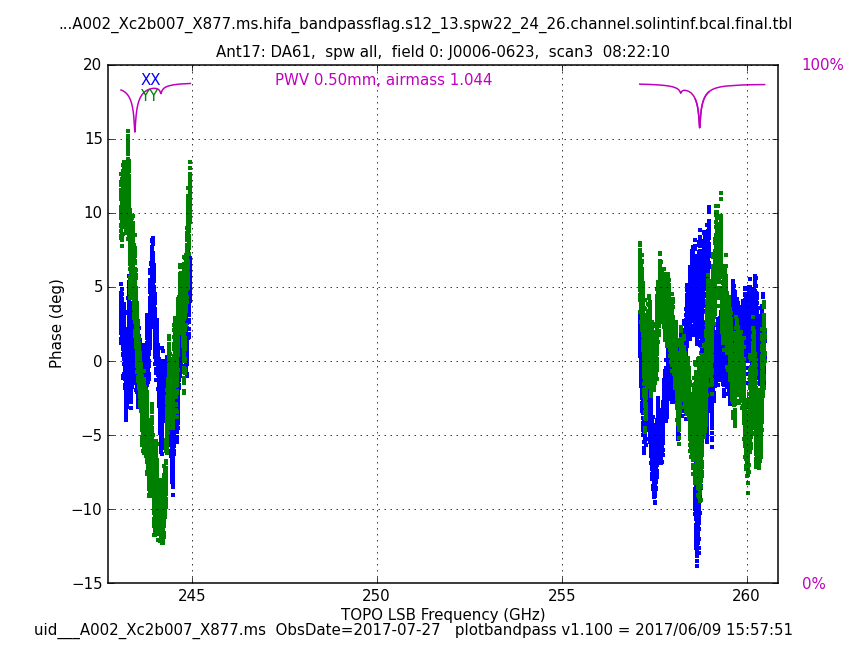 ...A002_Xc2b007_X877.ms.hifa_bandpassflag.s12_13.spw22_24_26.channel.solintinf.bcal.final.tbl
Ant17: DA61,  spw all,  field 0: J0006-0623,  scan3  08:22:10
20
100%
XX
PWV 0.50mm, airmass 1.044
YY
15
10
5
0
−5
−10
−15
0%
Phase (deg)
245
250
255
260
TOPO LSB Frequency (GHz)
uid___A002_Xc2b007_X877.ms  ObsDate=2017-07-27   plotbandpass v1.100 = 2017/06/09 15:57:51